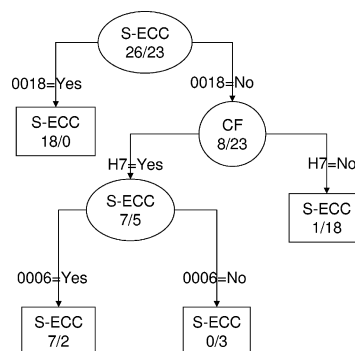 S-ECC
26/23
0018=Yes
0018=No
S-ECC
18/0
CF
8/23
H7=Yes
H7=No
S-ECC
7/5
S-ECC
1/18
0006=Yes
0006=No
S-ECC
7/2
S-ECC
0/3